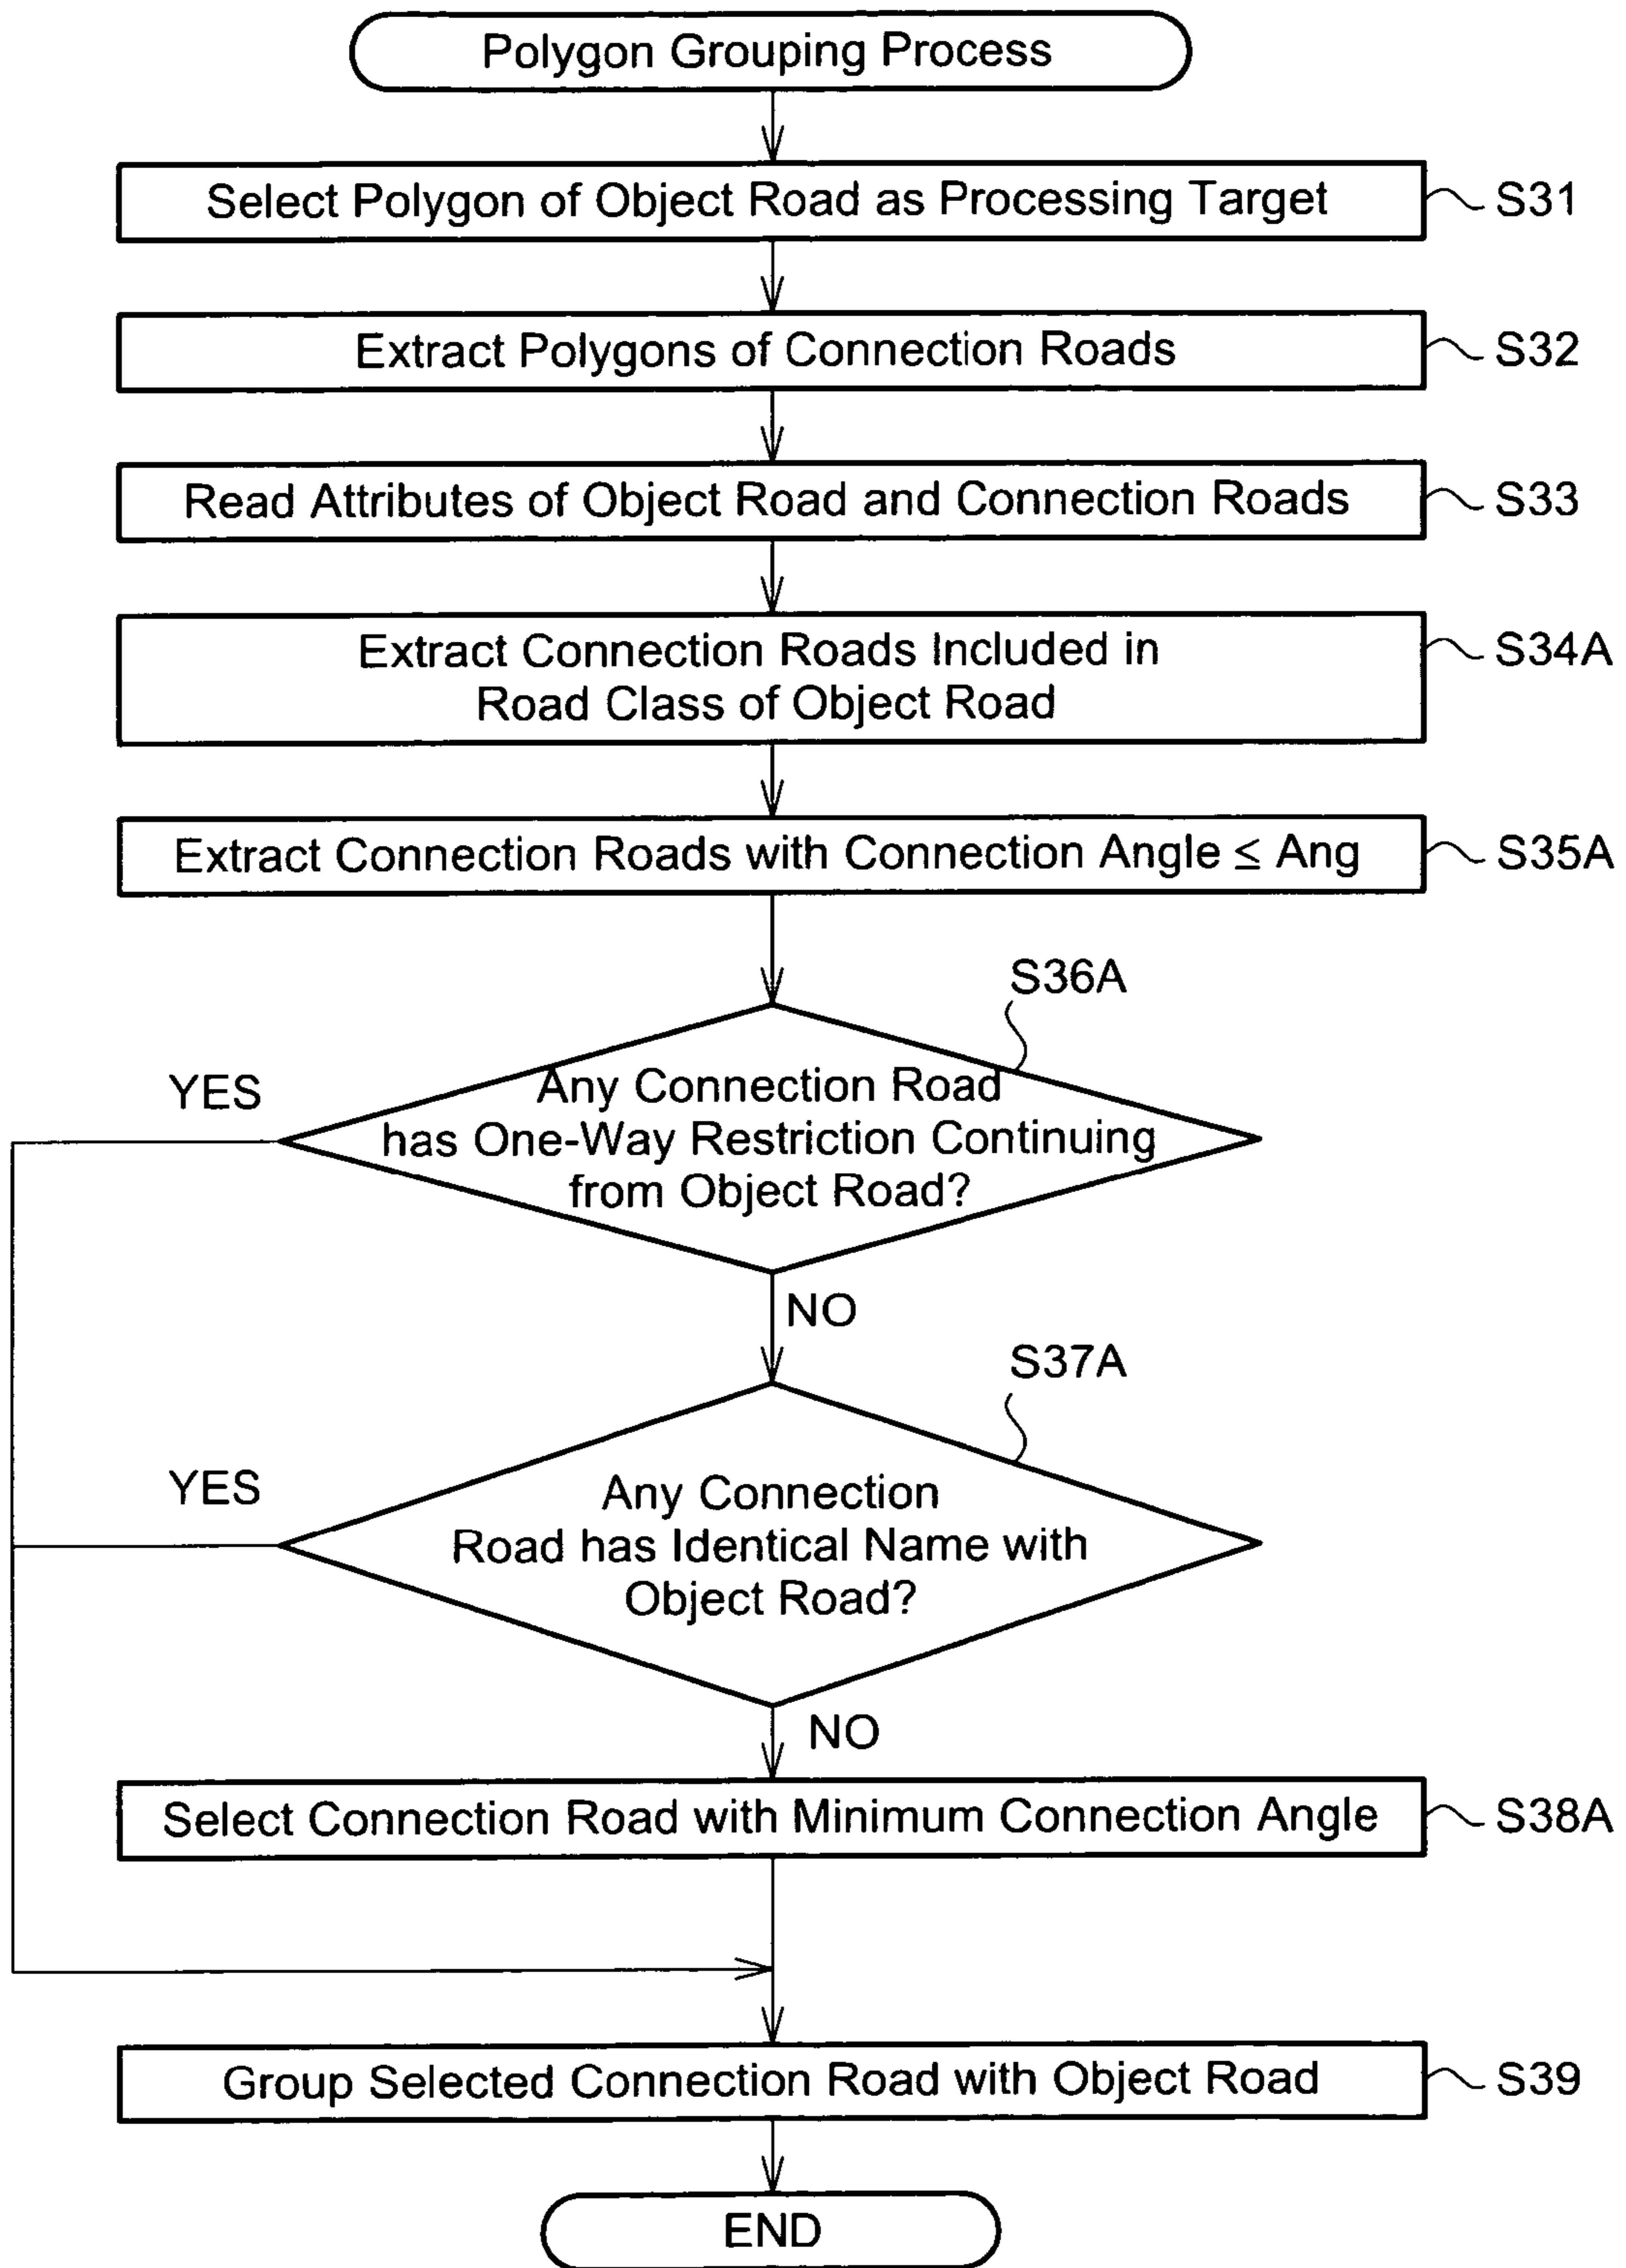 Polygon Grouping Process
Select Polygon of Object Road as Processing Target
S31
Extract Polygons of Connection Roads
S32
Read Attributes of Object Road and Connection Roads
S33
Extract Connection Roads Included in
Road Class of Object Road
S34A
Extract Connection Roads with Connection Angle ≤ Ang
S35A
S36A
YES
Any Connection Road
has One-Way Restriction Continuing
from Object Road?
NO
S37A
YES
Any Connection
Road has Identical Name with
Object Road?
NO
Select Connection Road with Minimum Connection Angle
S38A
Group Selected Connection Road with Object Road
S39
END